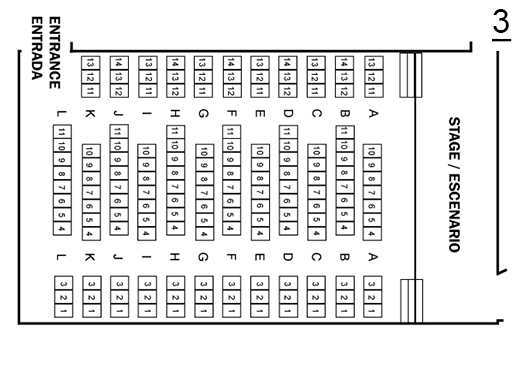 3
STAGE / ESCENARIO
13 12 11 A 10 9 8 7 6 5 4 A 3 2 1
14 13 12 B 11 10 9 8 7 6 5 4 B 3 2 1
13 12 11 C 10 9 8 7 6 5 4 C 3 2 1
14 13 12 D 11 10 9 8 7 6 5 4 D 3 2 1
13 12 11 E 10 9 8 7 6 5 4 E 3 2 1
14 13 12 F 11 10 9 8 7 6 5 4 F 3 2 1
13 12 11 G 10 9 8 7 6 5 4 G 3 2 1
14 13 12 H 11 10 9 8 7 6 5 4 H 3 2 1
13 12 11 I 10 9 8 7 6 5 4 I 3 2 1
14 13 12 J 11 10 9 8 7 6 5 4 J 3 2 1
13 12 11 K 10 9 8 7 6 5 4 K 3 2 1
L 11 10 9 8 7 6 5 4 L 3 2 1
ENTRANCE
ENTRADA